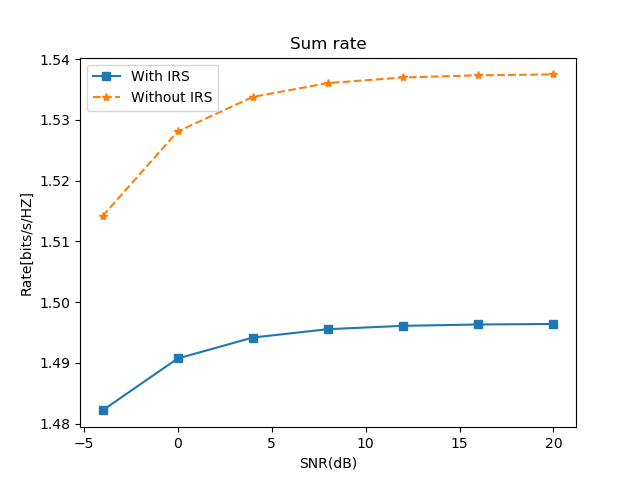 Sum rate
With IRS
Without IRS
1.54
1.53
1.52
1.51
1.50
1.49
1.48
Rate[bits/s/HZ]
−5
0
5
10
15
20
SNR(dB)